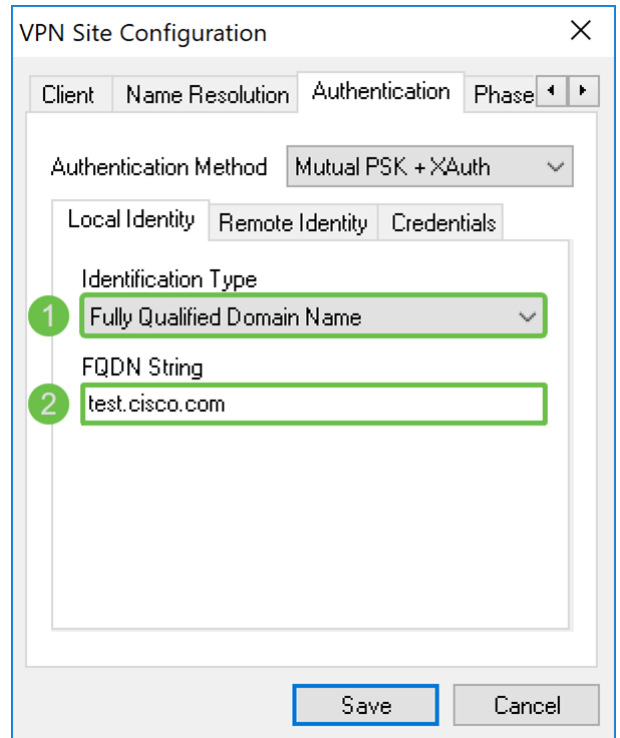 VPN Site Configuration
Client Name Resolution Authentication Phase
Authentication Method Mutual PSK + XAuth
Local Identity Remote Identity Credentials
Identification Type
1 Fully Qualified Domain Name
FQDN String
2 test.cisco.com
Save Cancel